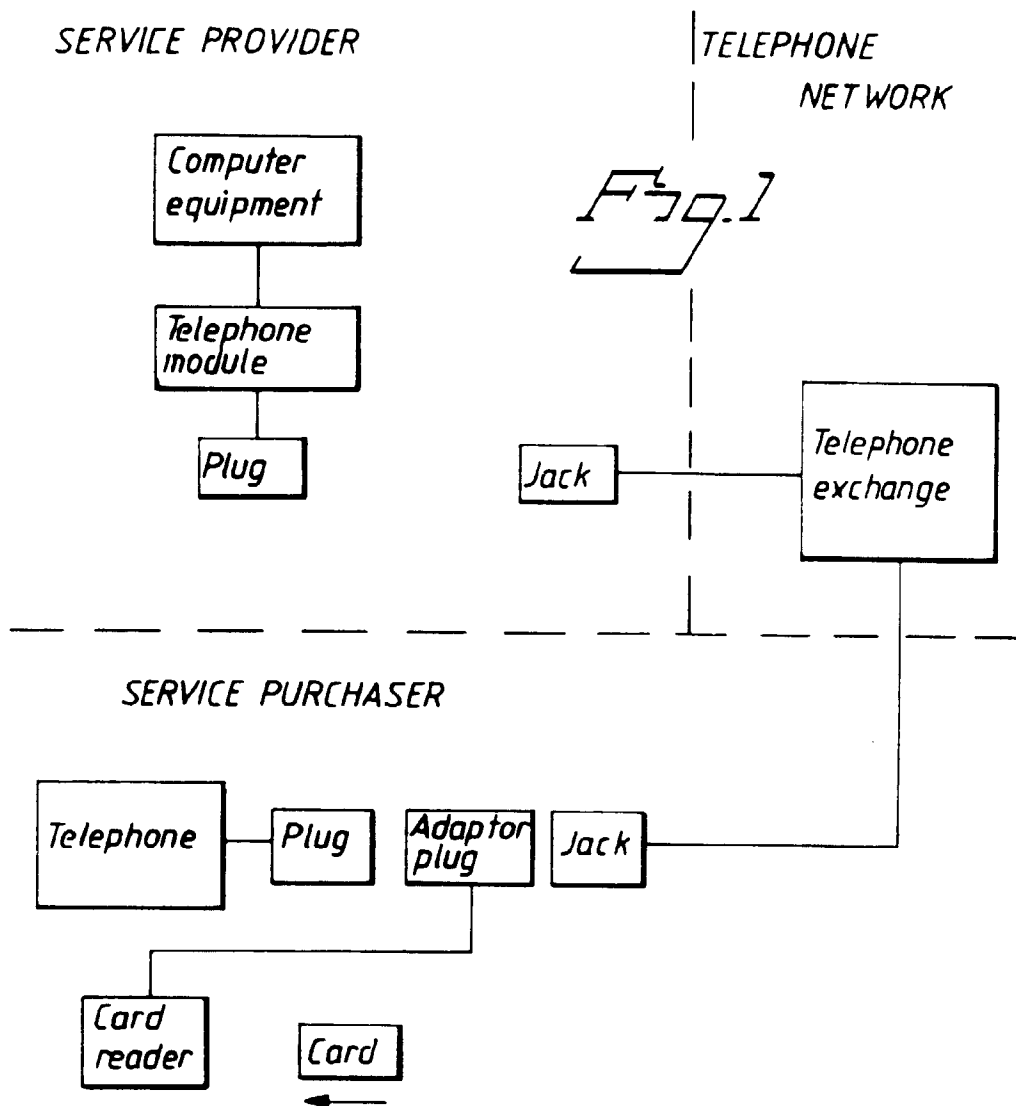 SERVICE PROVIDER
TELEPHONE
NETWORK
Computer
equipment
Fig.1
Telephone
module
Plug
Jack
Telephone
exchange
SERVICE PURCHASER
Telephone
Plug
Adaptor
plug
Jack
Card
reader
Card